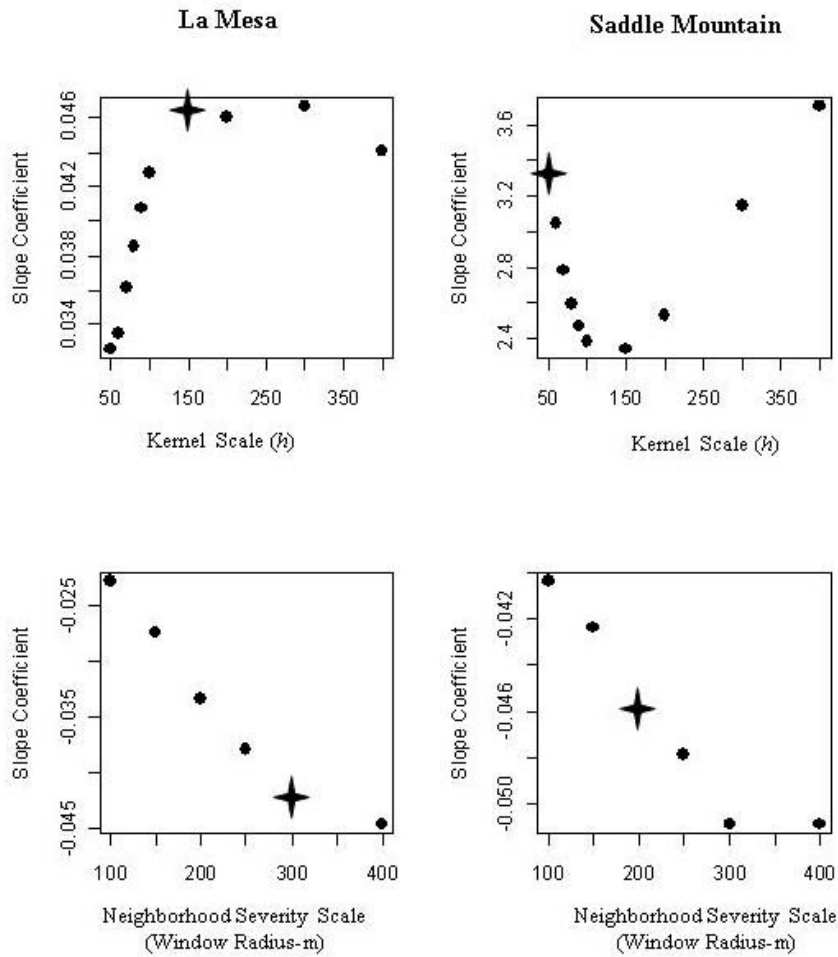 La Mesa
Saddle Mountain
Slope Coefficient
0.034 0.038 0.042 0.046
50 150 250 350
Kernel Scale (h)
Slope Coefficient
2.4 2.8 3.2 3.6
50 150 250 350
Kernel Scale (h)
Slope Coefficient
-0.045 -0.035 -0.025
100 200 300 400
Neighborhood Severity Scale
(Window Radius-m)
Slope Coefficient
-0.050 -0.046 -0.042
100 200 300 400
Neighborhood Severity Scale
(Window Radius-m)